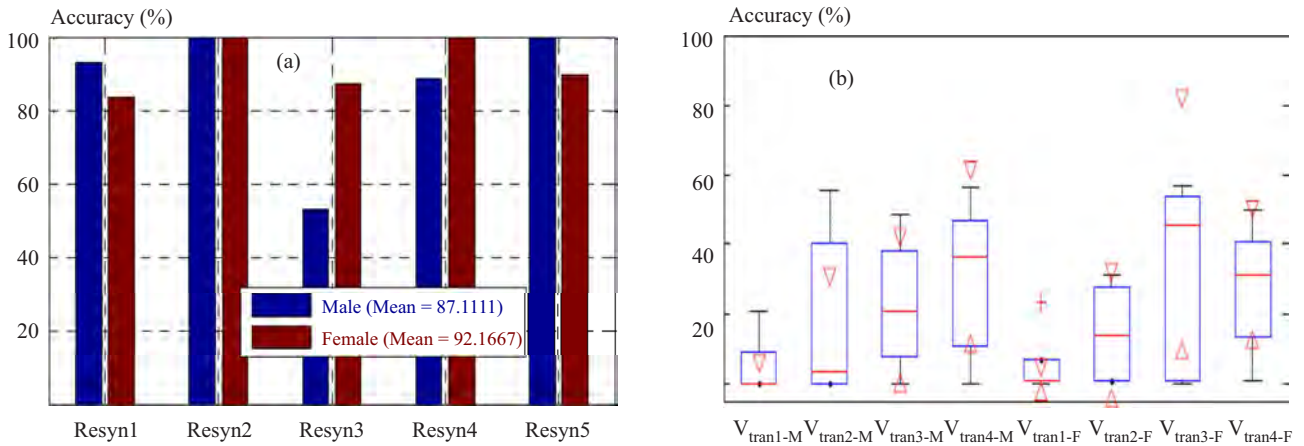 Accuracy (%)
100
80
60
40
20
(a)
Male (Mean = 87.1111)
Female (Mean = 92.1667)
Resyn1 Resyn2 Resyn3 Resyn4 Resyn5
Accuracy (%)
100
80
60
40
20
(b)
Vtran1-M Vtran2-M Vtran3-M Vtran4-M Vtran1-F Vtran2-F Vtran3-F Vtran4-F